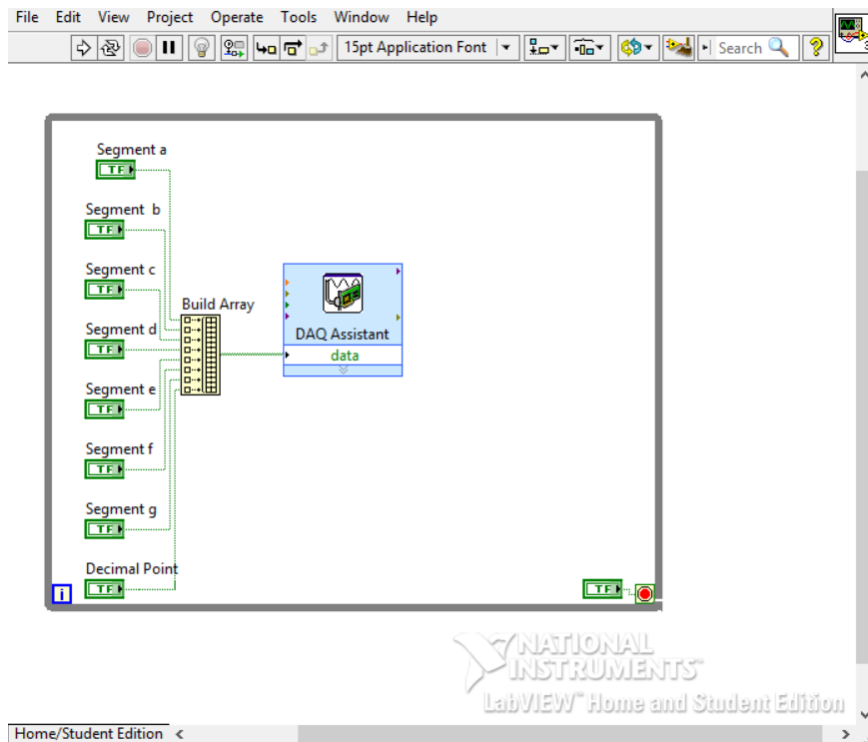 File Edit View Project Operate Tools Window Help
15pt Application Font Search ?
Segment a
TF
Segment b
TF
Segment c
TF
Build Array
Segment d
TF
DAQ Assistant
data
Segment e
TF
Segment f
TF
Segment g
TF
Decimal Point
i TF TF
NATIONAL
INSTRUMENTS™
LabVIEW™ Home and Student Edition
Home/Student Edition